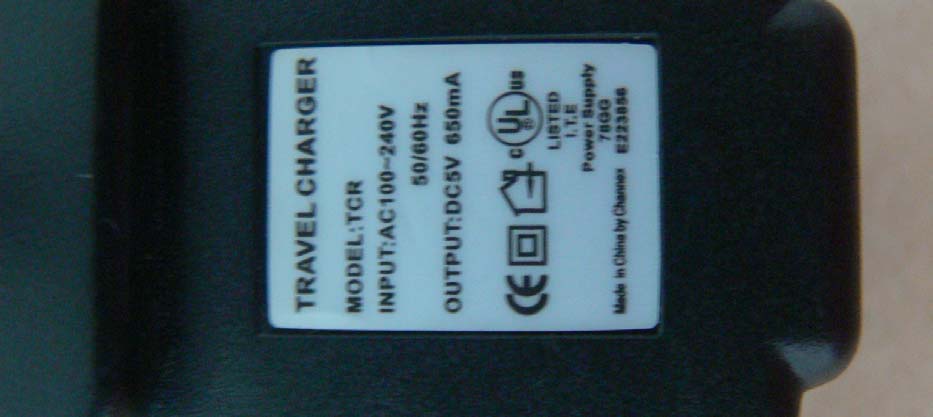 TRAVEL CHARGER
MODEL:TCR
INPUT:AC100~240V
50/60Hz
OUTPUT:DC5V 650mA
CE
c UL us
LISTED
I.T.E
Power Supply
78GG
Made in China by Channex E223856